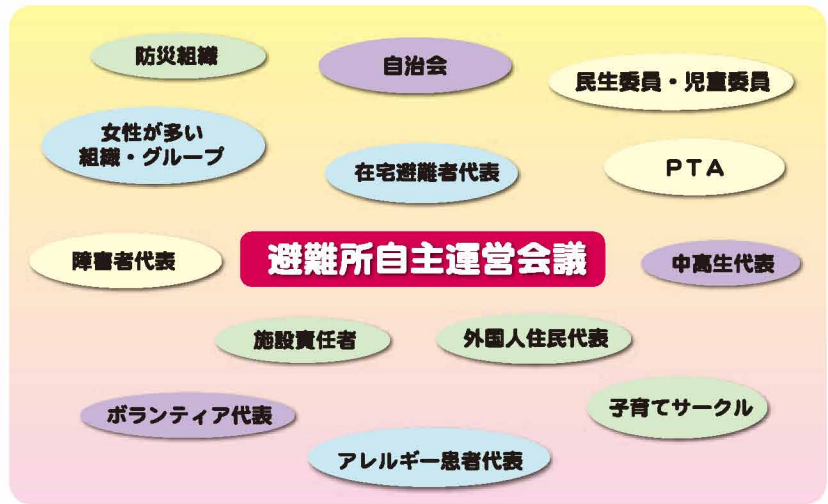 防災組織
自治会
民生委員・児童委員
女性が多い
組織・グループ
在宅避難者代表
PTA
障害者代表
避難所自主運営会議
中高生代表
施設責任者
外国人住民代表
ボランティア代表
子育てサークル
アレルギー患者代表